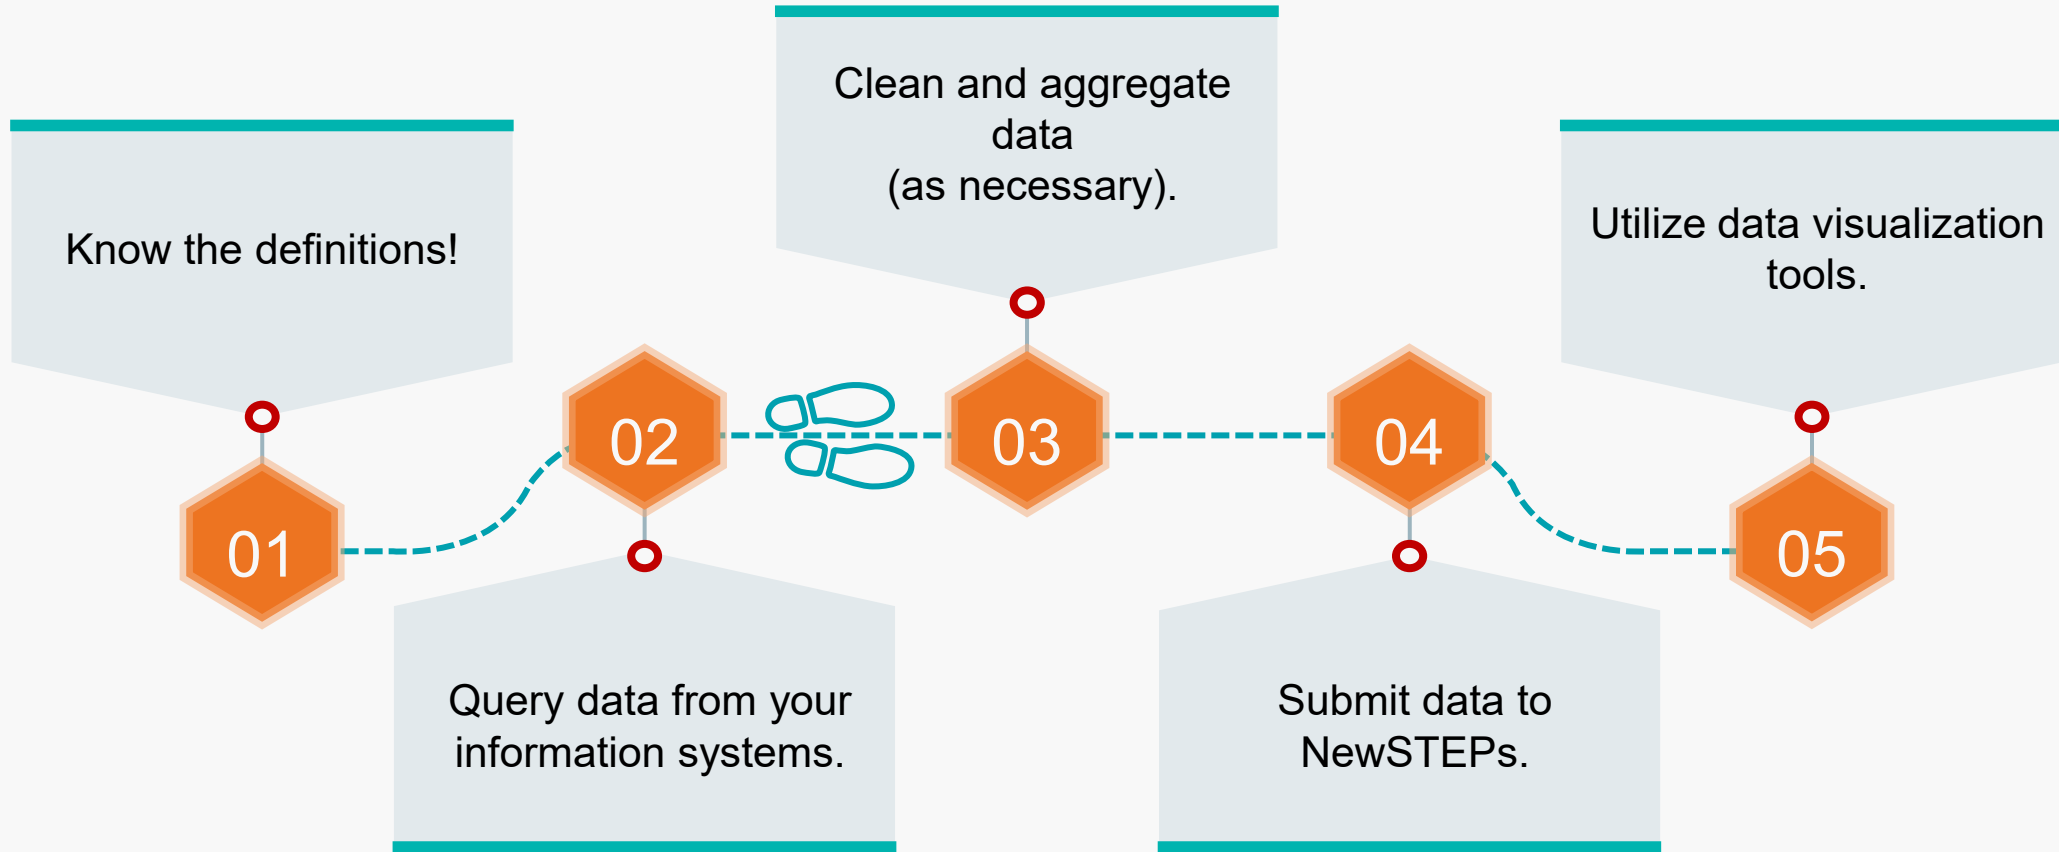 01
Know the definitions!
02
Query data from your
information systems.
03
Clean and aggregate
data
(as necessary).
04
Submit data to
NewSTEPs.
05
Utilize data visualization
tools.